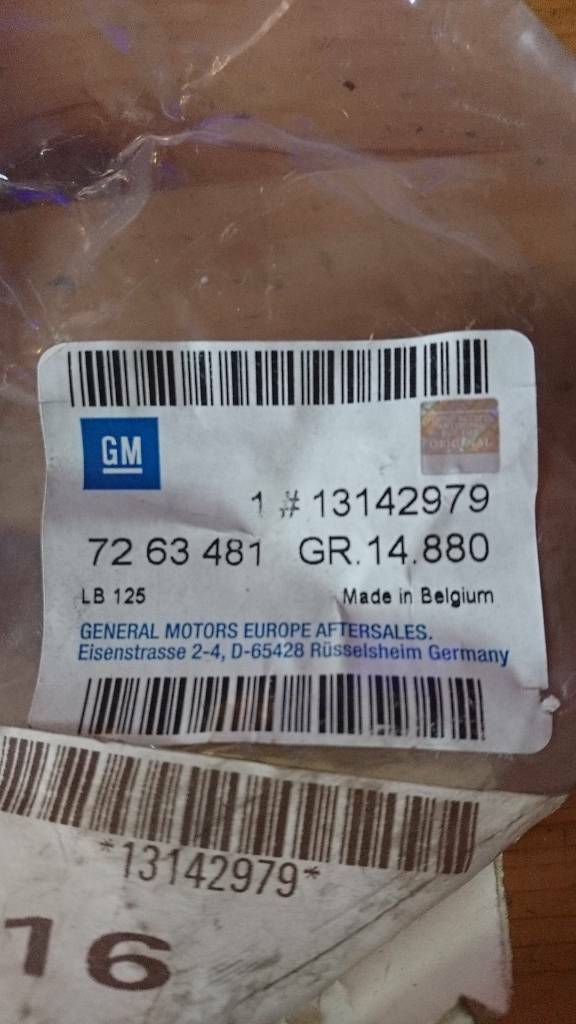 GM
ORIGINAL
1 # 13142979
72 63 481 GR.14.880
LB 125 Made in Belgium
GENERAL MOTORS EUROPE AFTERSALES.
Eisenstrasse 2-4, D-65428 Rüsselsheim Germany
*13142979*
16